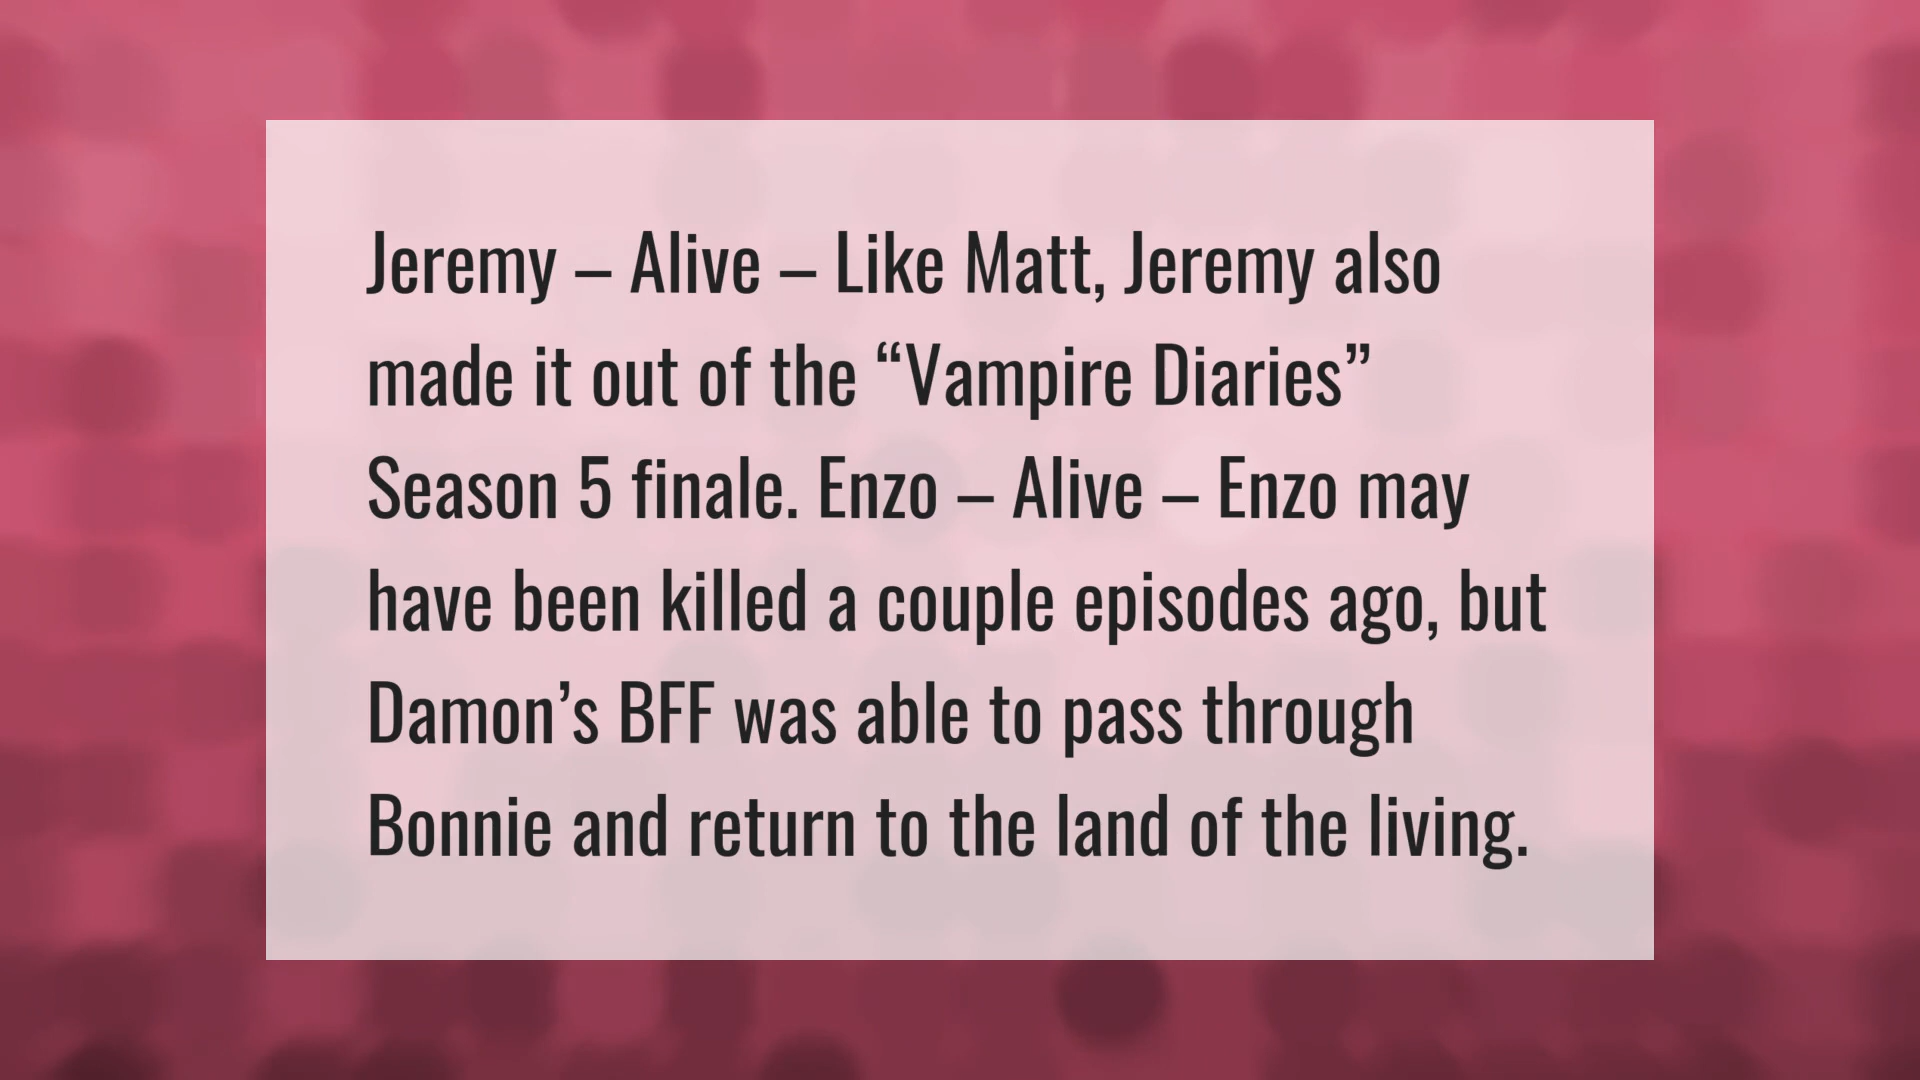 Jeremy – Alive – Like Matt, Jeremy also
made it out of the “Vampire Diaries”
Season 5 finale. Enzo – Alive – Enzo may
have been killed a couple episodes ago, but
Damon’s BFF was able to pass through
Bonnie and return to the land of the living.